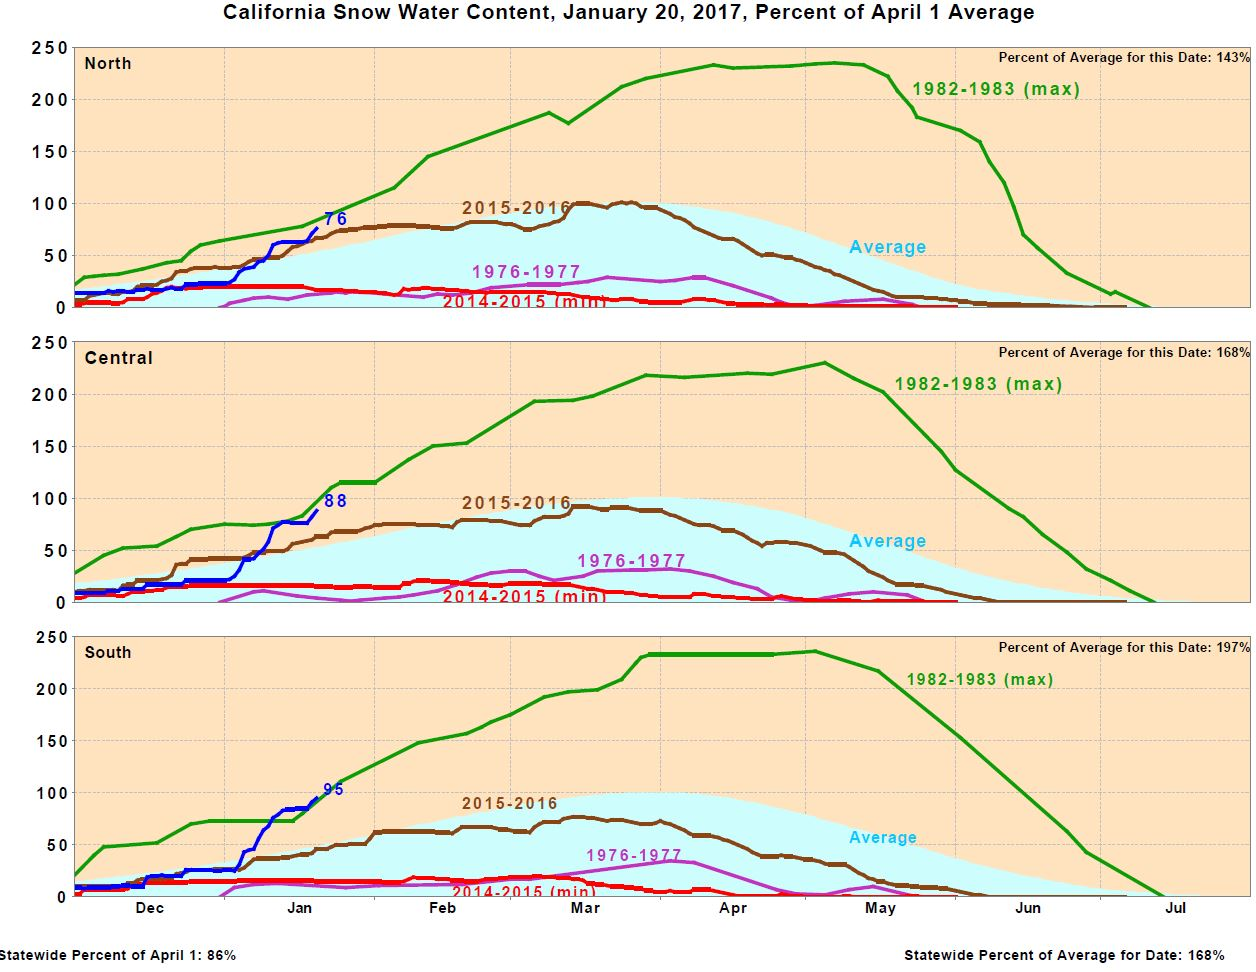 California Snow Water Content, January 20, 2017, Percent of April 1 Average
250
North
Percent of Average for this Date: 143%
1982-1983 (max)
200
150
100
2015-2016
76
Average
50
1976-1977
2014-2015 (min)
0
250
Central
Percent of Average for this Date: 168%
1982-1983 (max)
200
150
100
2015-2016
88
Average
50
1976-1977
2014-2015 (min)
0
250
South
Percent of Average for this Date: 197%
1982-1983 (max)
200
150
100
2015-2016
95
Average
50
1976-1977
2014-2015 (min)
0
Dec Jan Feb Mar Apr May Jun Jul
Statewide Percent of April 1: 86%
Statewide Percent of Average for Date: 168%